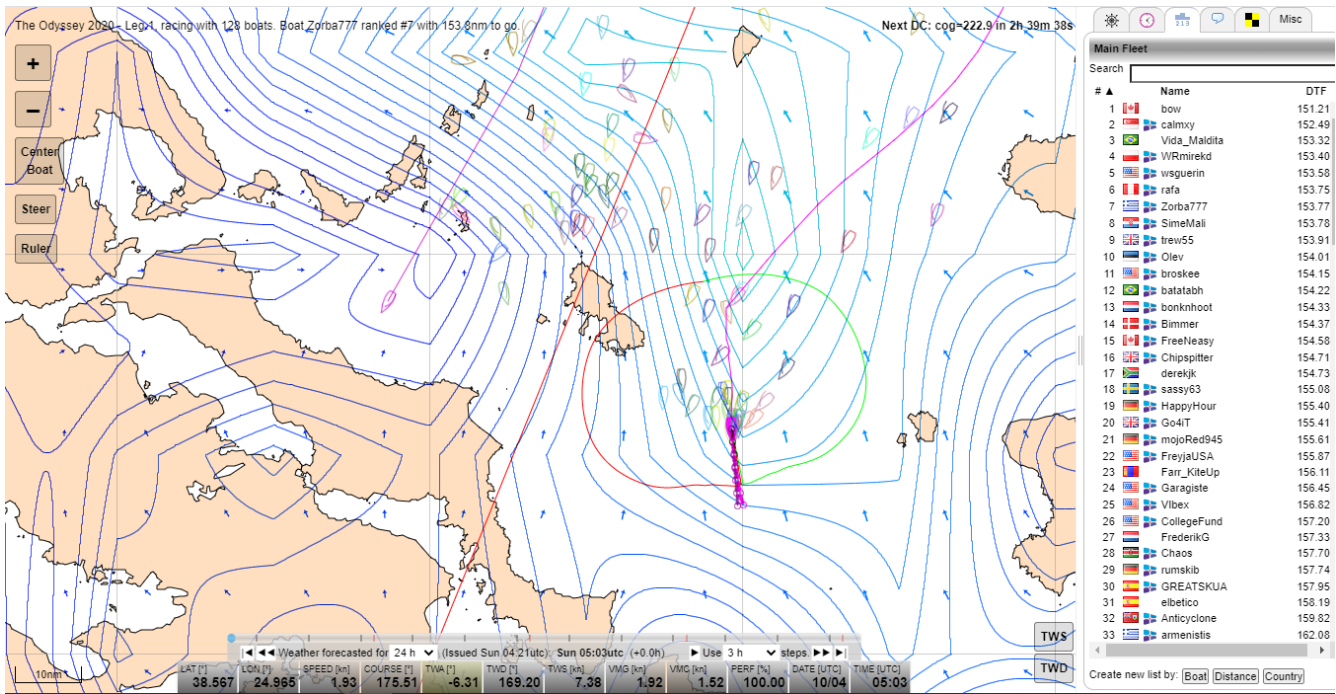 The Odyssey 2020 - Leg 1, racing with 128 boats. Boat Zorba777 ranked #7 with 153.8nm to go.
Next DC: cog=222.9 in 2h 39m 38s
+
−
Center
Boat
Steer
Ruler
213
Misc
Main Fleet
Search
# ▲ Name DTF
1 bow 151.21
2 calmxy 152.49
3 Vida_Maldita 153.32
4 WRmirekd 153.40
5 wsguerin 153.58
6 rafa 153.75
7 Zorba777 153.77
8 SimeMali 153.78
9 trew55 153.91
10 Olev 154.01
11 broskee 154.15
12 batatabh 154.22
13 bonknhoot 154.33
14 Bimmer 154.37
15 FreeNeasy 154.58
16 Chipspitter 154.71
17 derekjk 154.73
18 sassy63 155.08
19 HappyHour 155.40
20 Go4iT 155.41
21 mojoRed945 155.61
22 FreyjaUSA 155.87
23 Farr_KiteUp 156.11
24 Garagiste 156.45
25 VIbex 156.82
26 CollegeFund 157.20
27 FrederikG 157.33
28 Chaos 157.70
29 rumskib 157.74
30 GREATSKUA 157.95
31 elbetico 158.19
32 Anticyclone 159.82
33 armenistis 162.08
Create new list by: Boat Distance Country
TWS
TWD
|◀ ◀◀ Weather forecasted for 24 h (Issued Sun 04:21utc): Sun 05:03utc (+0.0h) ▶ Use 3 h steps. ▶▶ ▶|
10nm
LAT [°] LON [°] SPEED [kn] COURSE [°] TWA [°] TWD [°] TWS [kn] VMG [kn] VMC [kn] PERF [%] DATE (UTC) TIME [UTC]
38.567 24.965 1.93 175.51 -6.31 169.20 7.38 1.92 1.52 100.00 10/04 05:03